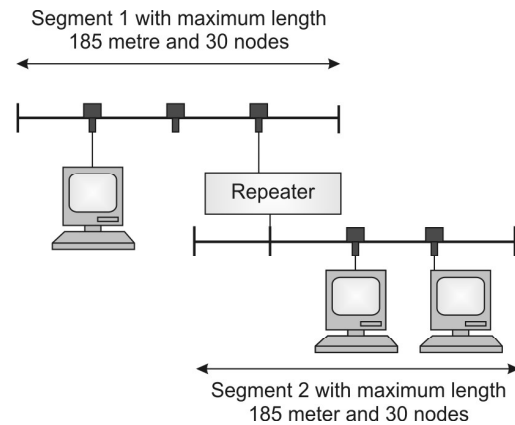 Segment 1 with maximum length
185 metre and 30 nodes
Repeater
Segment 2 with maximum length
185 meter and 30 nodes